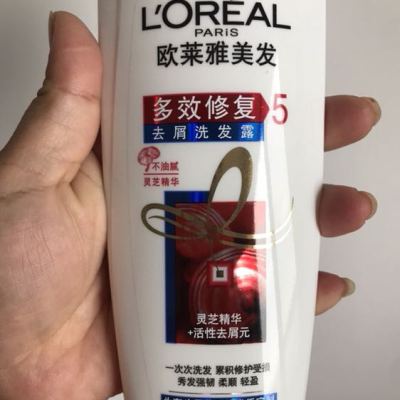 L'ORÉAL
PARiS
欧莱雅美发
多效修复 5
去屑洗发露
不油腻
灵芝精华
灵芝精华
+活性去屑元
一次次洗发 累积修护受损
秀发强韧 柔顺 轻盈